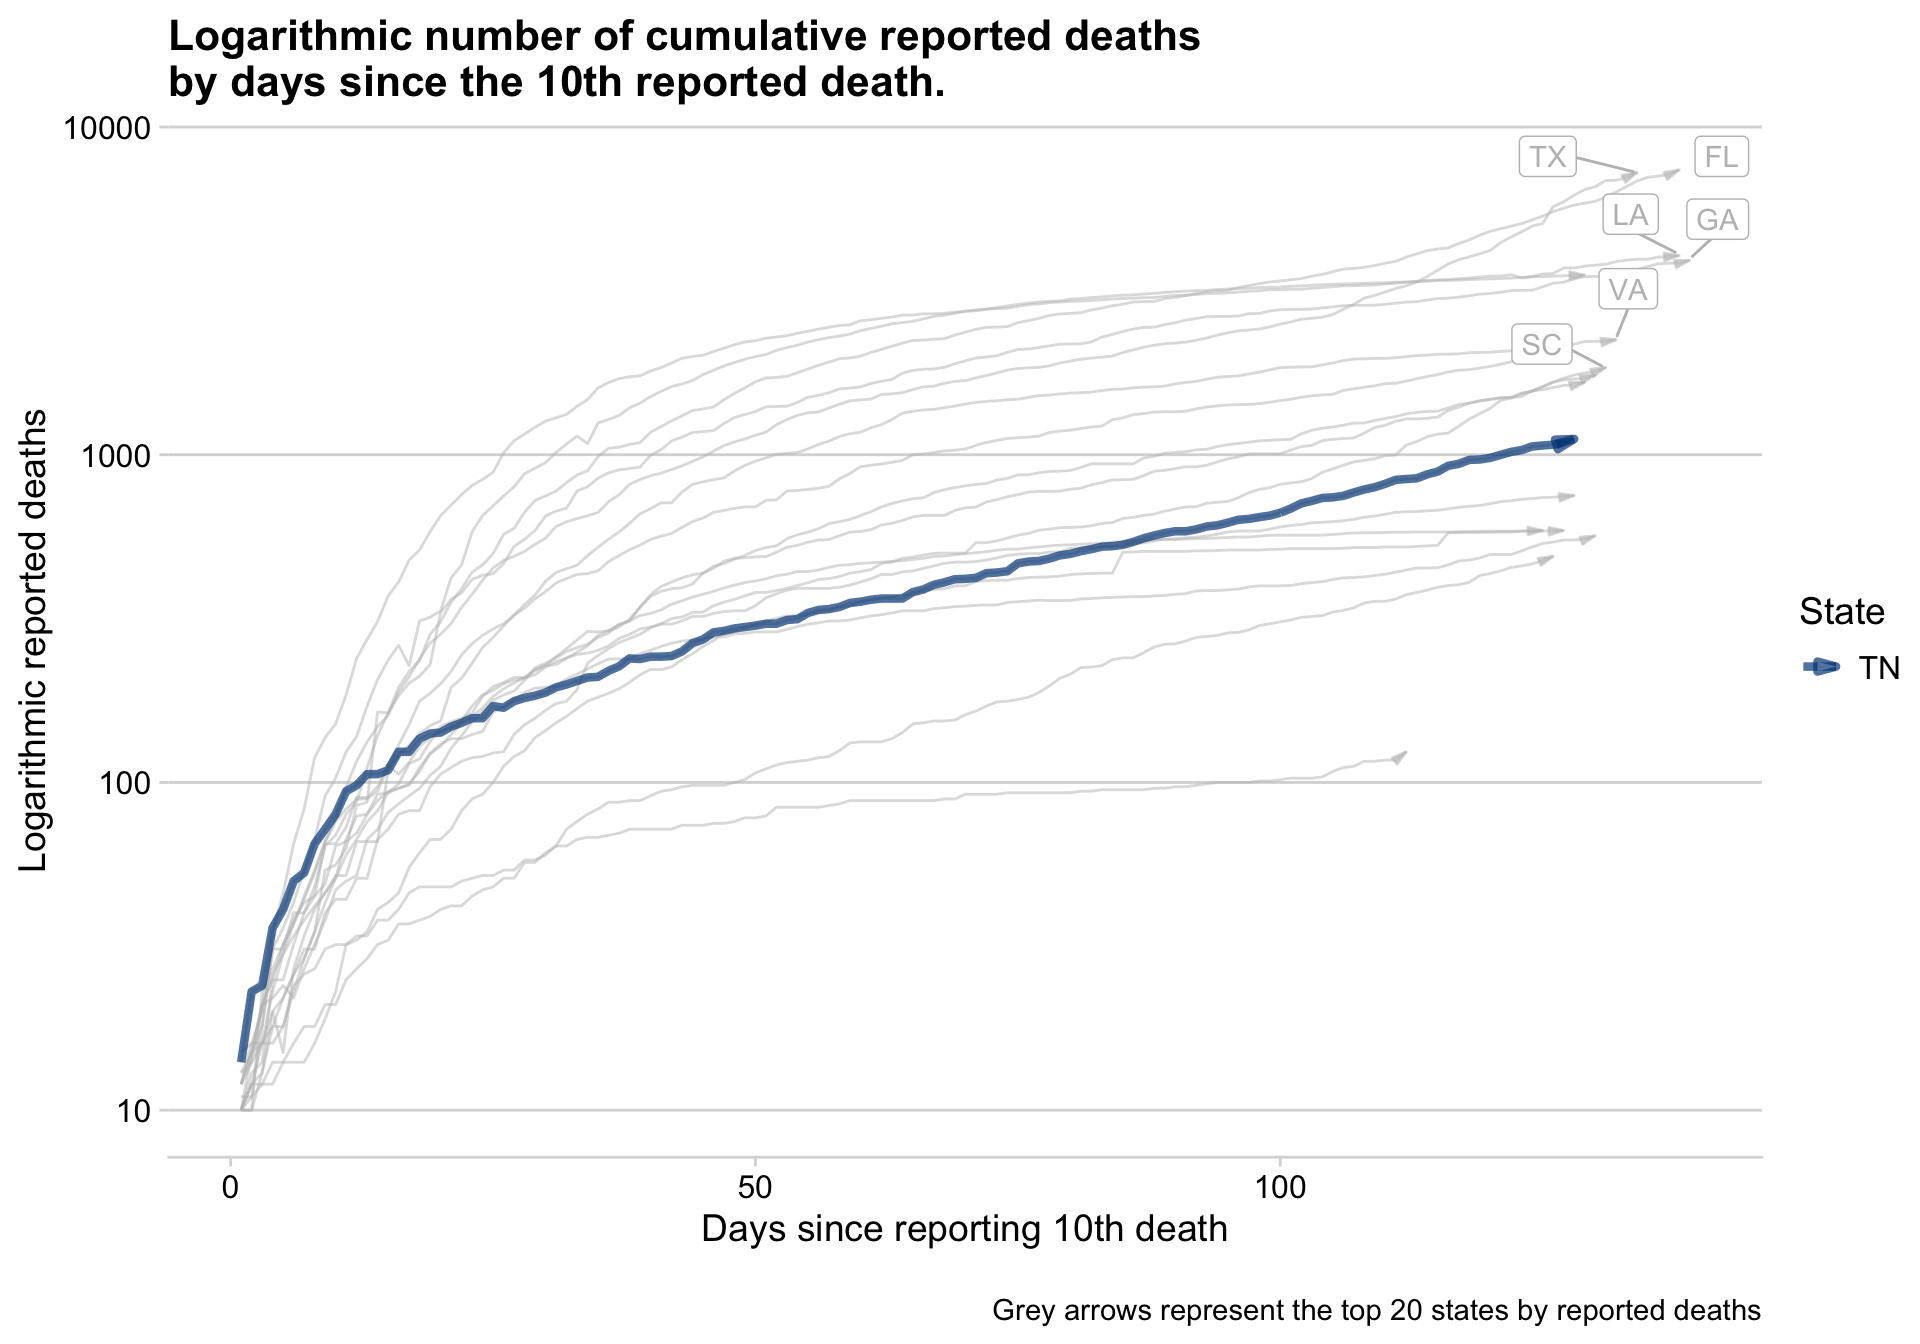 Logarithmic number of cumulative reported deaths
by days since the 10th reported death.
10000
1000
100
10
Logarithmic reported deaths
TX
FL
LA
GA
VA
SC
State
TN
0
50
100
Days since reporting 10th death
Grey arrows represent the top 20 states by reported deaths